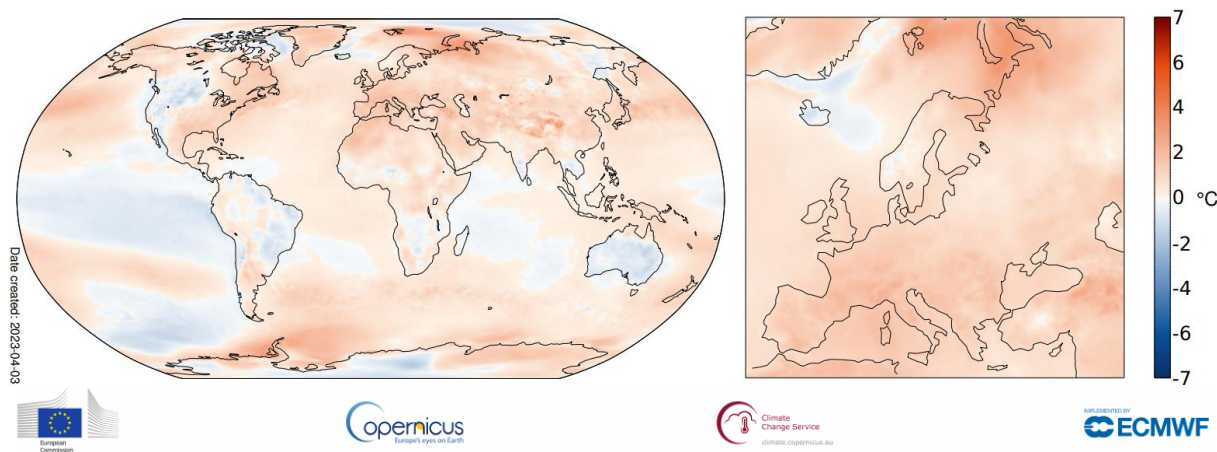 7
4
2
0
-2
-4
-6
-7
°C
Date created: 2023-04-03
European
Commission
opernicus
Europe's eyes on Earth
Climate
Change Service
climate.copernicus.eu
IMPLEMENTED BY
ECMWF